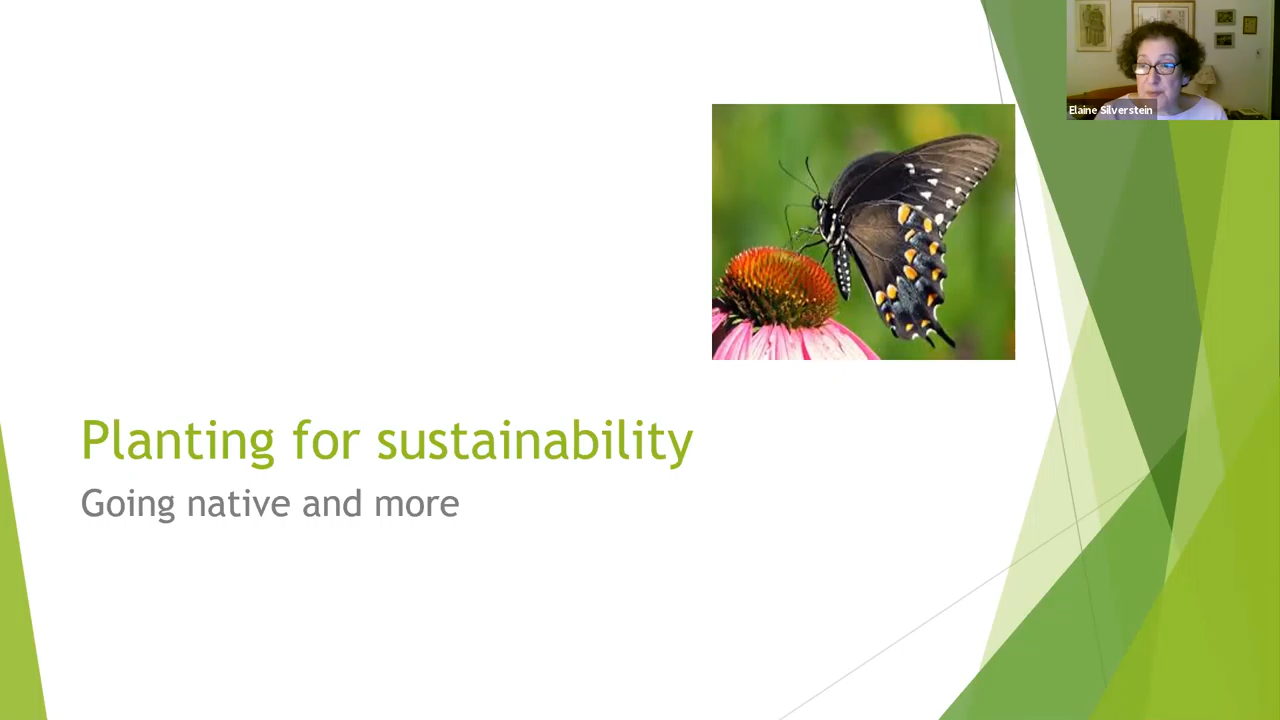 Elaine Silverstein
Planting for sustainability
Going native and more